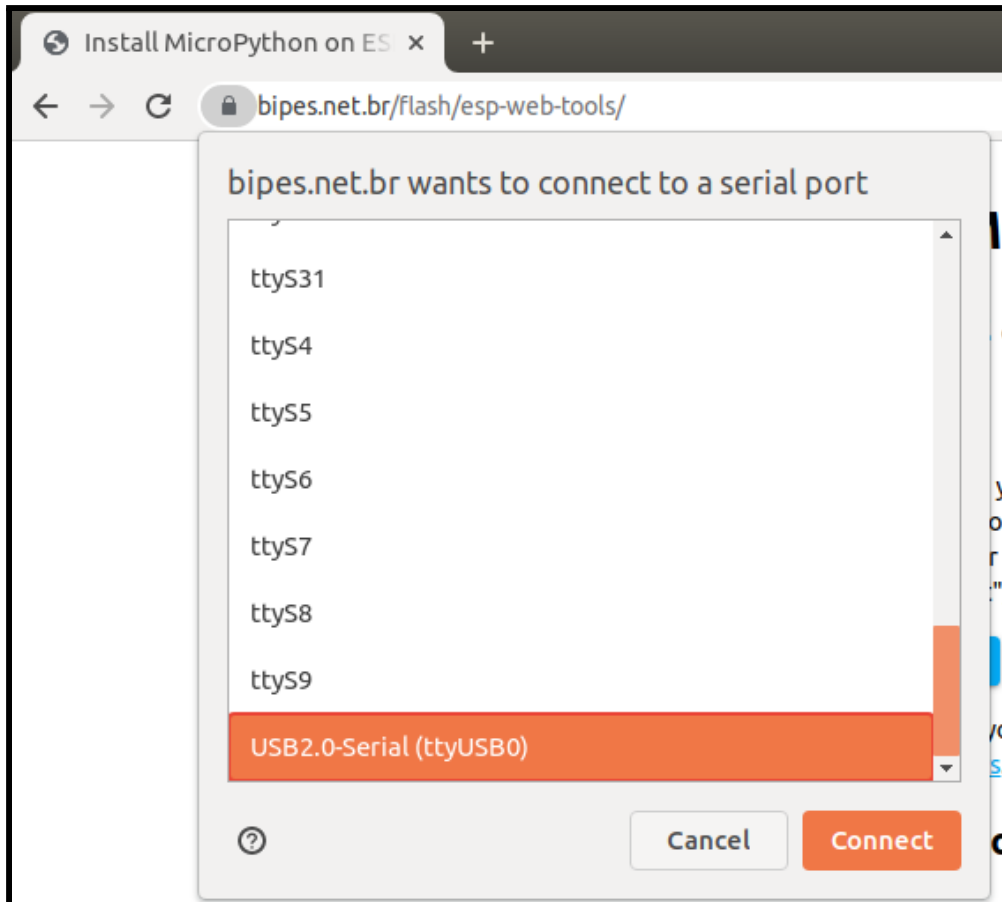 Install MicroPython on ES
bipes.net.br/flash/esp-web-tools/
bipes.net.br wants to connect to a serial port
ttyS31
ttyS4
ttyS5
ttyS6
ttyS7
ttyS8
ttyS9
USB2.0-Serial (ttyUSB0)
Cancel
Connect